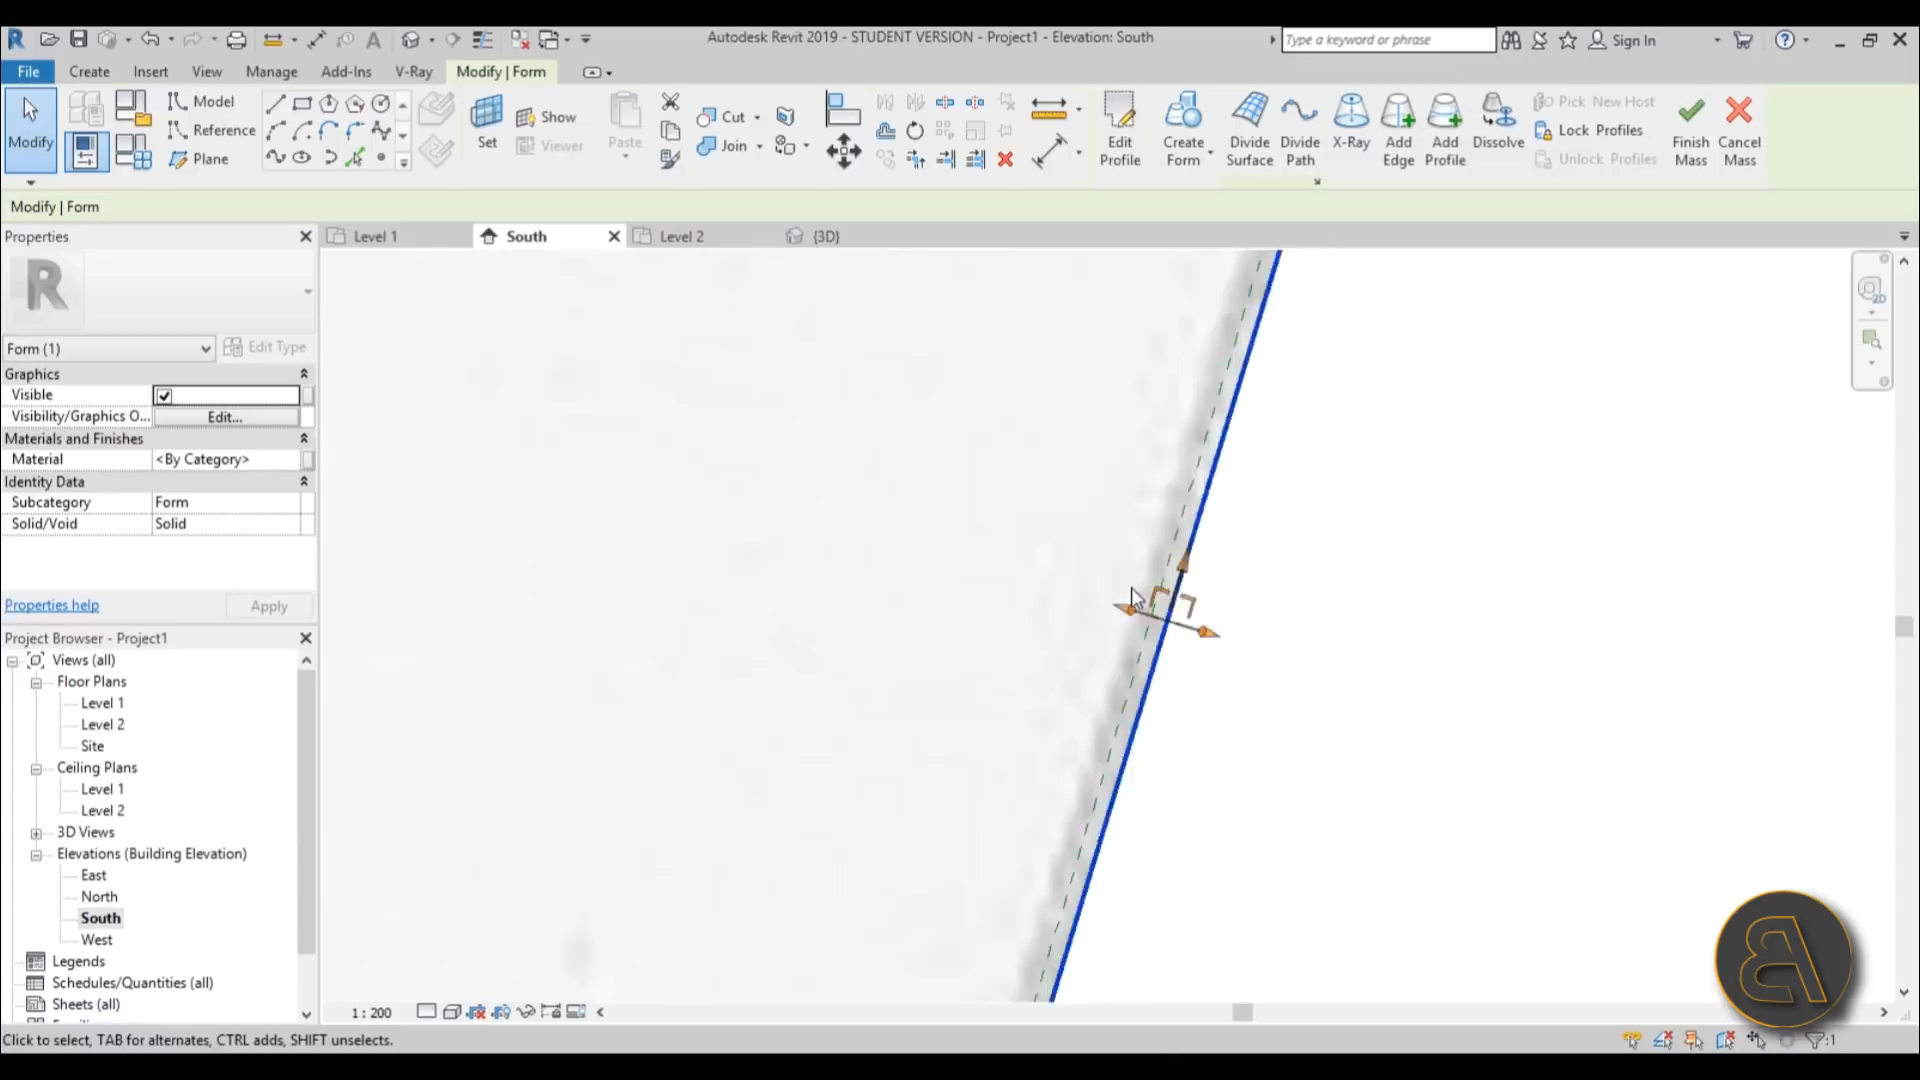 Autodesk Revit 2019 - STUDENT VERSION - Project1 - Elevation: South
Type a keyword or phrase
Sign In
File
Create
Insert
View
Manage
Add-Ins
V-Ray
Modify | Form
Modify
Model
Reference
Plane
Set
Show
Viewer
Paste
Cut
Join
Edit Profile
Create Form
Divide Surface
Divide Path
X-Ray
Add Edge
Add Profile
Dissolve
Pick New Host
Lock Profiles
Unlock Profiles
Finish Mass
Cancel Mass
Modify | Form
Properties
Level 1
South
Level 2
{3D}
R
Form (1)
Edit Type
Graphics
Visible
Visibility/Graphics O...
Edit...
Materials and Finishes
Material
<By Category>
Identity Data
Subcategory
Form
Solid/Void
Solid
Properties help
Apply
Project Browser - Project1
Views (all)
Floor Plans
Level 1
Level 2
Site
Ceiling Plans
Level 1
Level 2
3D Views
Elevations (Building Elevation)
East
North
South
West
Legends
Schedules/Quantities (all)
Sheets (all)
1 : 200
Click to select, TAB for alternates, CTRL adds, SHIFT unselects.
:1